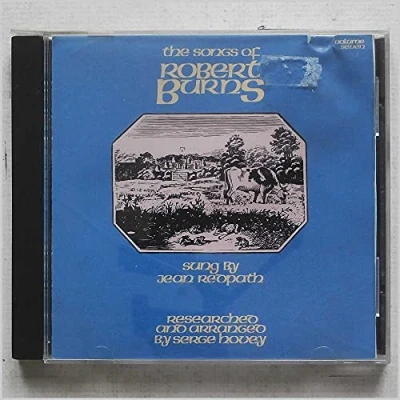 the songs of
ROBERT
BURNS
volume
seven
sung by
jean redpath
researched
and arranged
by serge hovey